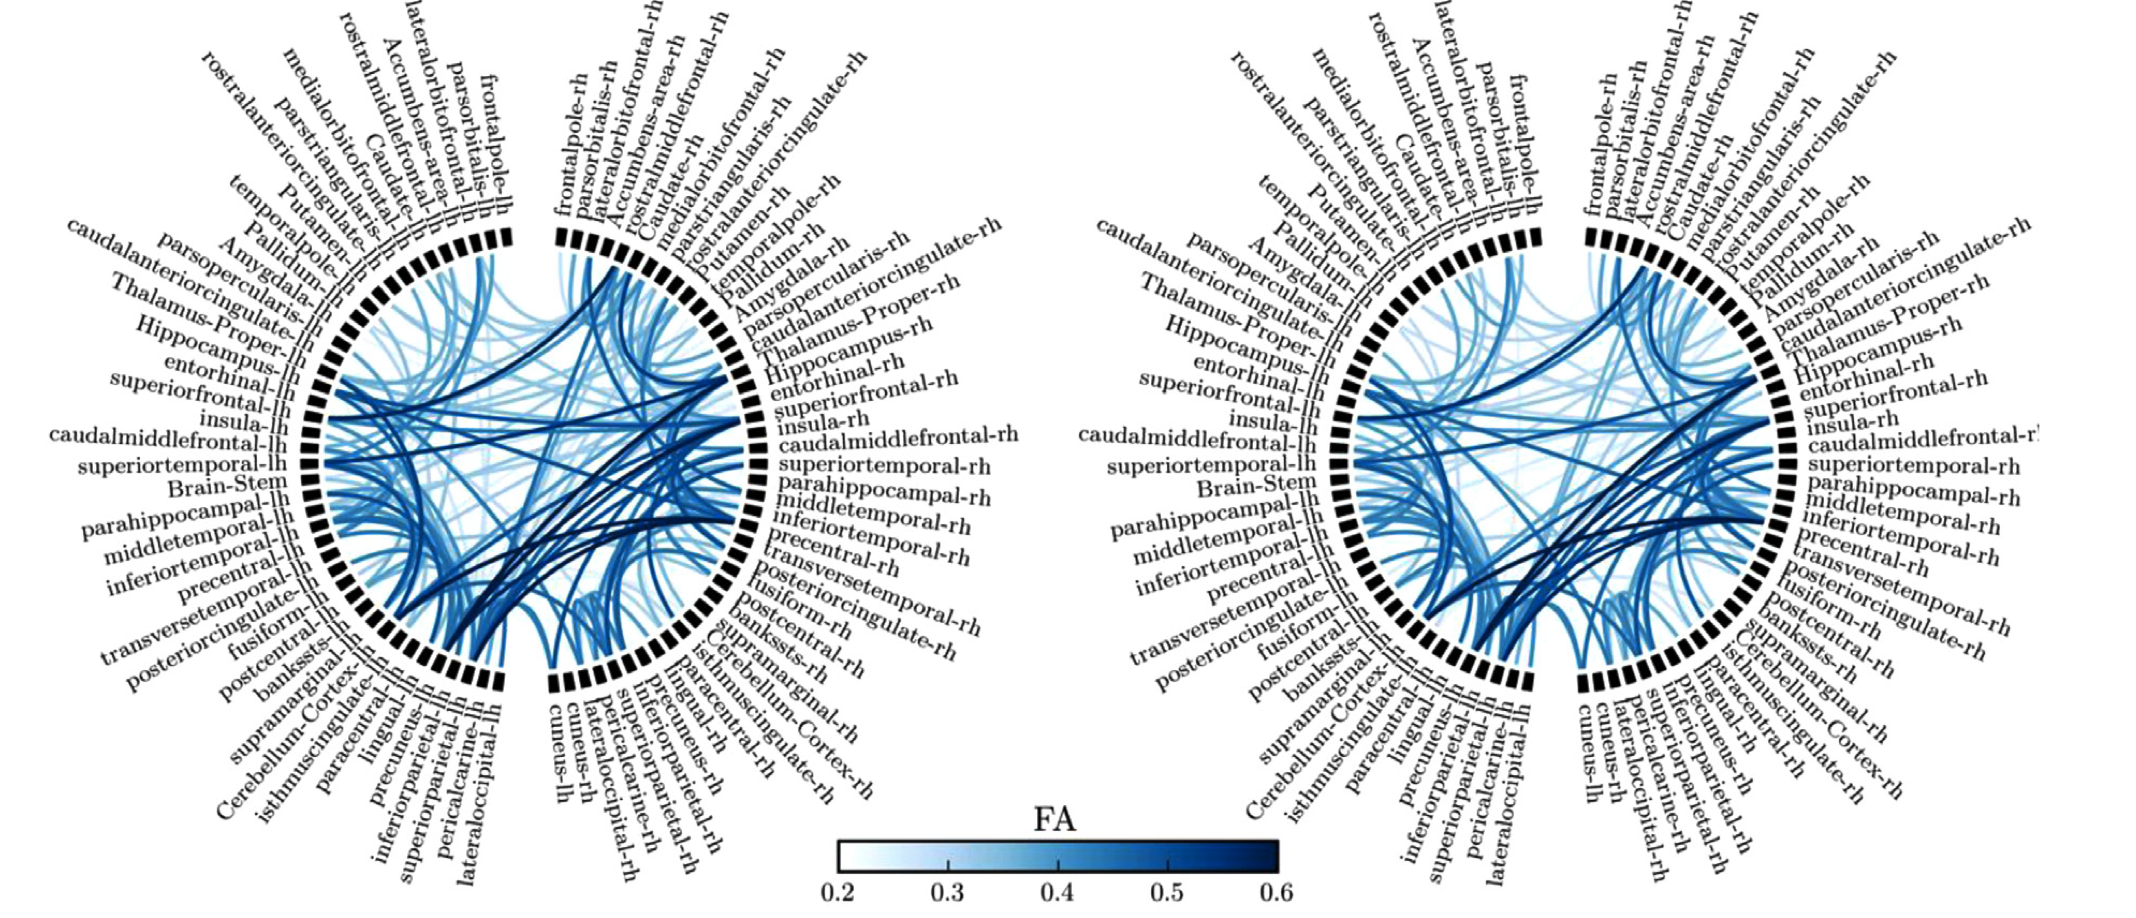 frontalpole-lh
parsorbitalis-lh
lateralorbitofrontal-lh
Accumbens-area-lh
rostralmiddlefrontal-lh
Caudate-lh
medialorbitofrontal-lh
parstriangularis-lh
rostralanteriorcingulate-lh
Putamen-lh
temporalpole-lh
Pallidum-lh
Amygdala-lh
parsopercularis-lh
caudalanteriorcingulate-lh
Thalamus-Proper-lh
Hippocampus-lh
entorhinal-lh
superiorfrontal-lh
insula-lh
caudalmiddlefrontal-lh
superiortemporal-lh
Brain-Stem
parahippocampal-lh
middletemporal-lh
inferiortemporal-lh
precentral-lh
transversetemporal-lh
posteriorcingulate-lh
fusiform-lh
postcentral-lh
bankssts-lh
supramarginal-lh
Cerebellum-Cortex-lh
isthmuscingulate-lh
paracentral-lh
lingual-lh
precuneus-lh
inferiorparietal-lh
superiorparietal-lh
pericalcarine-lh
lateraloccipital-lh
frontalpole-rh
parsorbitalis-rh
lateralorbitofrontal-rh
Accumbens-area-rh
rostralmiddlefrontal-rh
Caudate-rh
medialorbitofrontal-rh
parstriangularis-rh
rostralanteriorcingulate-rh
Putamen-rh
temporalpole-rh
Pallidum-rh
Amygdala-rh
parsopercularis-rh
caudalanteriorcingulate-rh
Thalamus-Proper-rh
Hippocampus-rh
entorhinal-rh
superiorfrontal-rh
insula-rh
caudalmiddlefrontal-rh
superiortemporal-rh
parahippocampal-rh
middletemporal-rh
inferiortemporal-rh
precentral-rh
transversetemporal-rh
posteriorcingulate-rh
fusiform-rh
postcentral-rh
bankssts-rh
supramarginal-rh
Cerebellum-Cortex-rh
isthmuscingulate-rh
paracentral-rh
lingual-rh
precuneus-rh
inferiorparietal-rh
superiorparietal-rh
pericalcarine-rh
lateraloccipital-rh
cuneus-rh
cuneus-lh
frontalpole-lh
parsorbitalis-lh
lateralorbitofrontal-lh
Accumbens-area-lh
rostralmiddlefrontal-lh
Caudate-lh
medialorbitofrontal-lh
parstriangularis-lh
rostralanteriorcingulate-lh
Putamen-lh
temporalpole-lh
Pallidum-lh
Amygdala-lh
parsopercularis-lh
caudalanteriorcingulate-lh
Thalamus-Proper-lh
Hippocampus-lh
entorhinal-lh
superiorfrontal-lh
insula-lh
caudalmiddlefrontal-lh
superiortemporal-lh
Brain-Stem
parahippocampal-lh
middletemporal-lh
inferiortemporal-lh
precentral-lh
transversetemporal-lh
posteriorcingulate-lh
fusiform-lh
postcentral-lh
bankssts-lh
supramarginal-lh
Cerebellum-Cortex-lh
isthmuscingulate-lh
paracentral-lh
lingual-lh
precuneus-lh
inferiorparietal-lh
superiorparietal-lh
pericalcarine-lh
lateraloccipital-lh
frontalpole-rh
parsorbitalis-rh
lateralorbitofrontal-rh
Accumbens-area-rh
rostralmiddlefrontal-rh
Caudate-rh
medialorbitofrontal-rh
parstriangularis-rh
rostralanteriorcingulate-rh
Putamen-rh
temporalpole-rh
Pallidum-rh
Amygdala-rh
parsopercularis-rh
caudalanteriorcingulate-rh
Thalamus-Proper-rh
Hippocampus-rh
entorhinal-rh
superiorfrontal-rh
insula-rh
caudalmiddlefrontal-r
superiortemporal-rh
parahippocampal-rh
middletemporal-rh
inferiortemporal-rh
precentral-rh
transversetemporal-rh
posteriorcingulate-rh
fusiform-rh
postcentral-rh
bankssts-rh
supramarginal-rh
Cerebellum-Cortex-rh
isthmuscingulate-rh
paracentral-rh
lingual-rh
precuneus-rh
inferiorparietal-rh
superiorparietal-rh
pericalcarine-rh
lateraloccipital-rh
cuneus-rh
cuneus-lh
FA
0.2 0.3 0.4 0.5 0.6